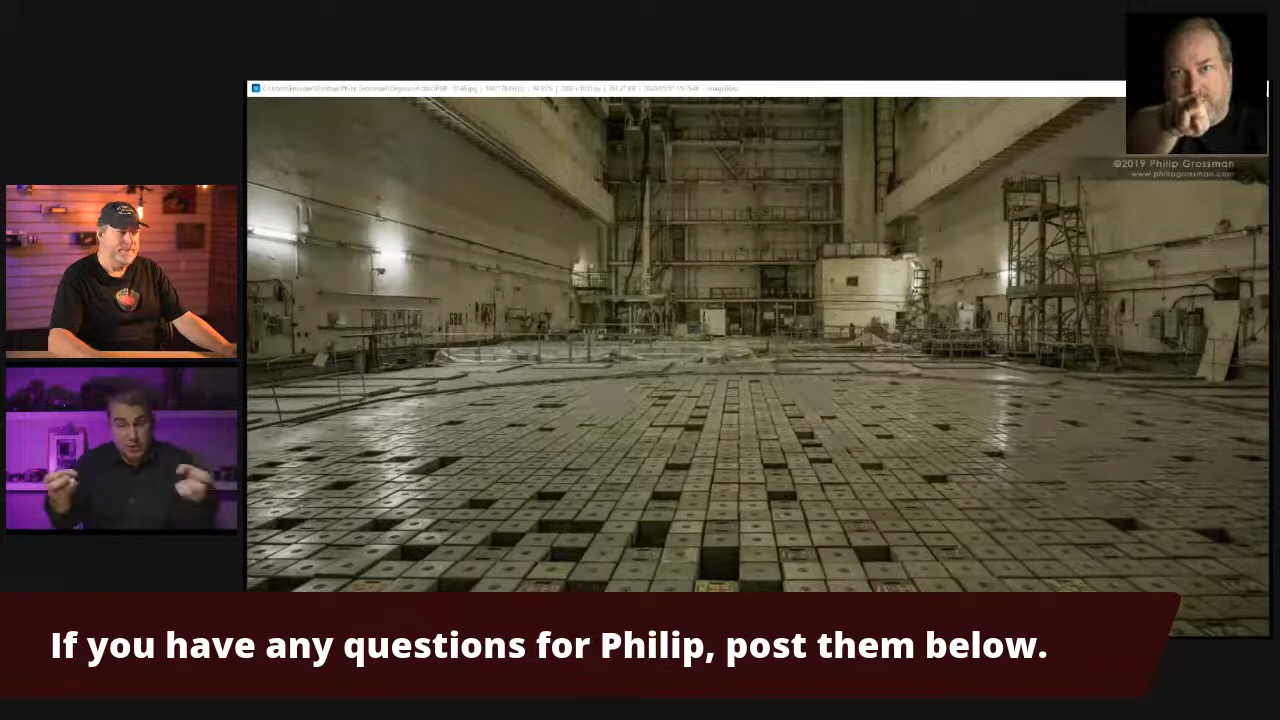 ©2019 Philip Grossman
www.philipgrossman.com
If you have any questions for Philip, post them below.